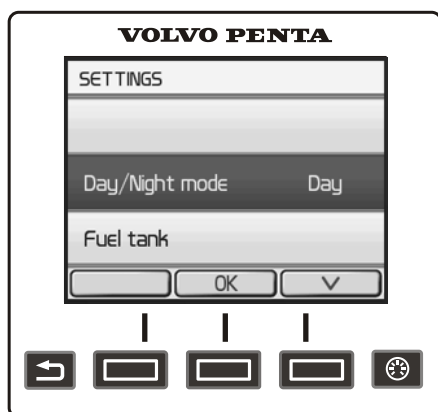 VOLVO PENTA
SETTINGS
Day/Night mode Day
Fuel tank
OK